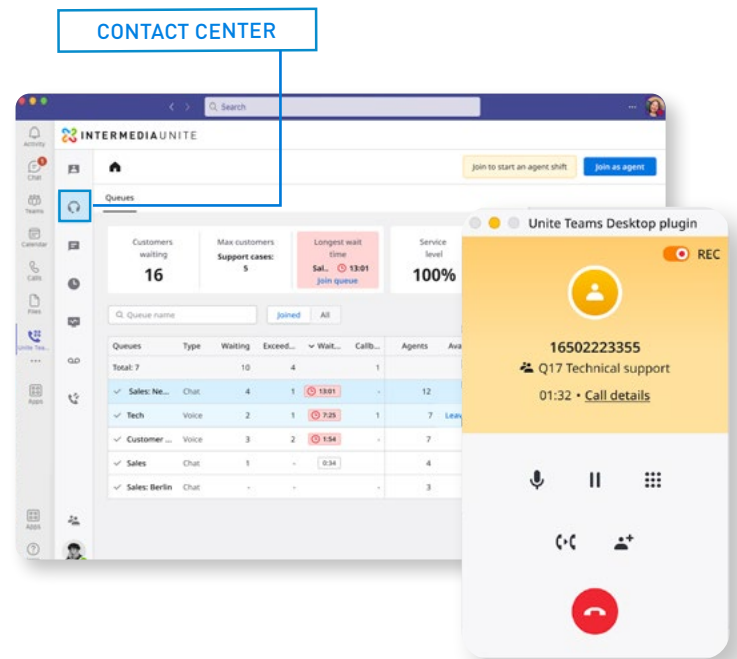 CONTACT CENTER
Search
INTERMEDIAUNITE
Activity
Chat
Teams
Calendar
Calls
Files
Unite Tea...
Apps
Apps
Join to start an agent shift
Join as agent
Queues
Customers waiting
16
Max customers
Support cases:
5
Longest wait time
Sal.. 13:01
Join queue
Service level
100%
Queue name
Joined All
Queues Type Waiting Exceed... Wait... Callb... Agents Ava
Total: 7 10 4 1
Sales: Ne... Chat 4 1 13:01 - 12
Tech Voice 2 1 7:25 1 7 Leav
Customer ... Voice 3 2 1:54 - 7
Sales Chat 1 - 0:34 4
Sales: Berlin Chat - - - 3
Unite Teams Desktop plugin
REC
16502223355
Q17 Technical support
01:32 • Call details